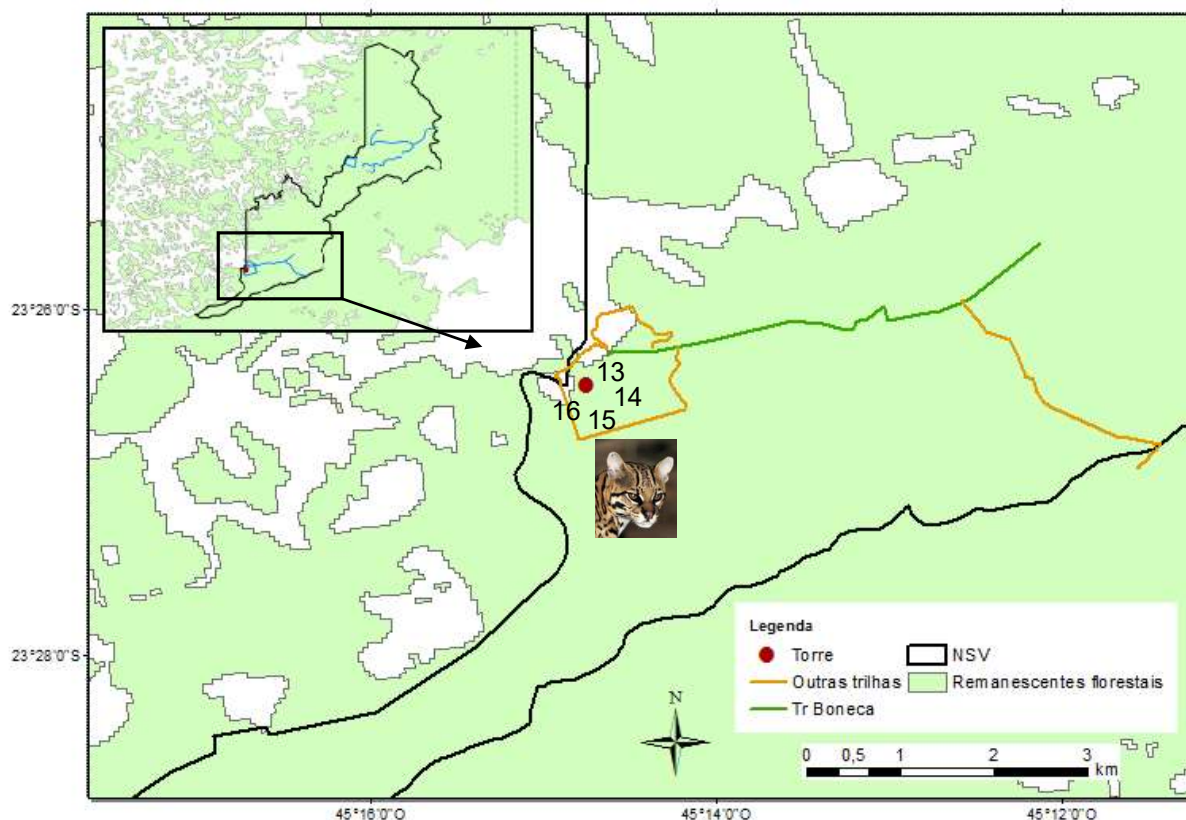 23°26'0"S
13
14
16 15
23°28'0"S
Legenda
Torre NSV
Outras trilhas Remanescentes florestais
Tr Boneca
N
0 0,5 1 2 3
km
45°16'0"O 45°14'0"O 45°12'0"O